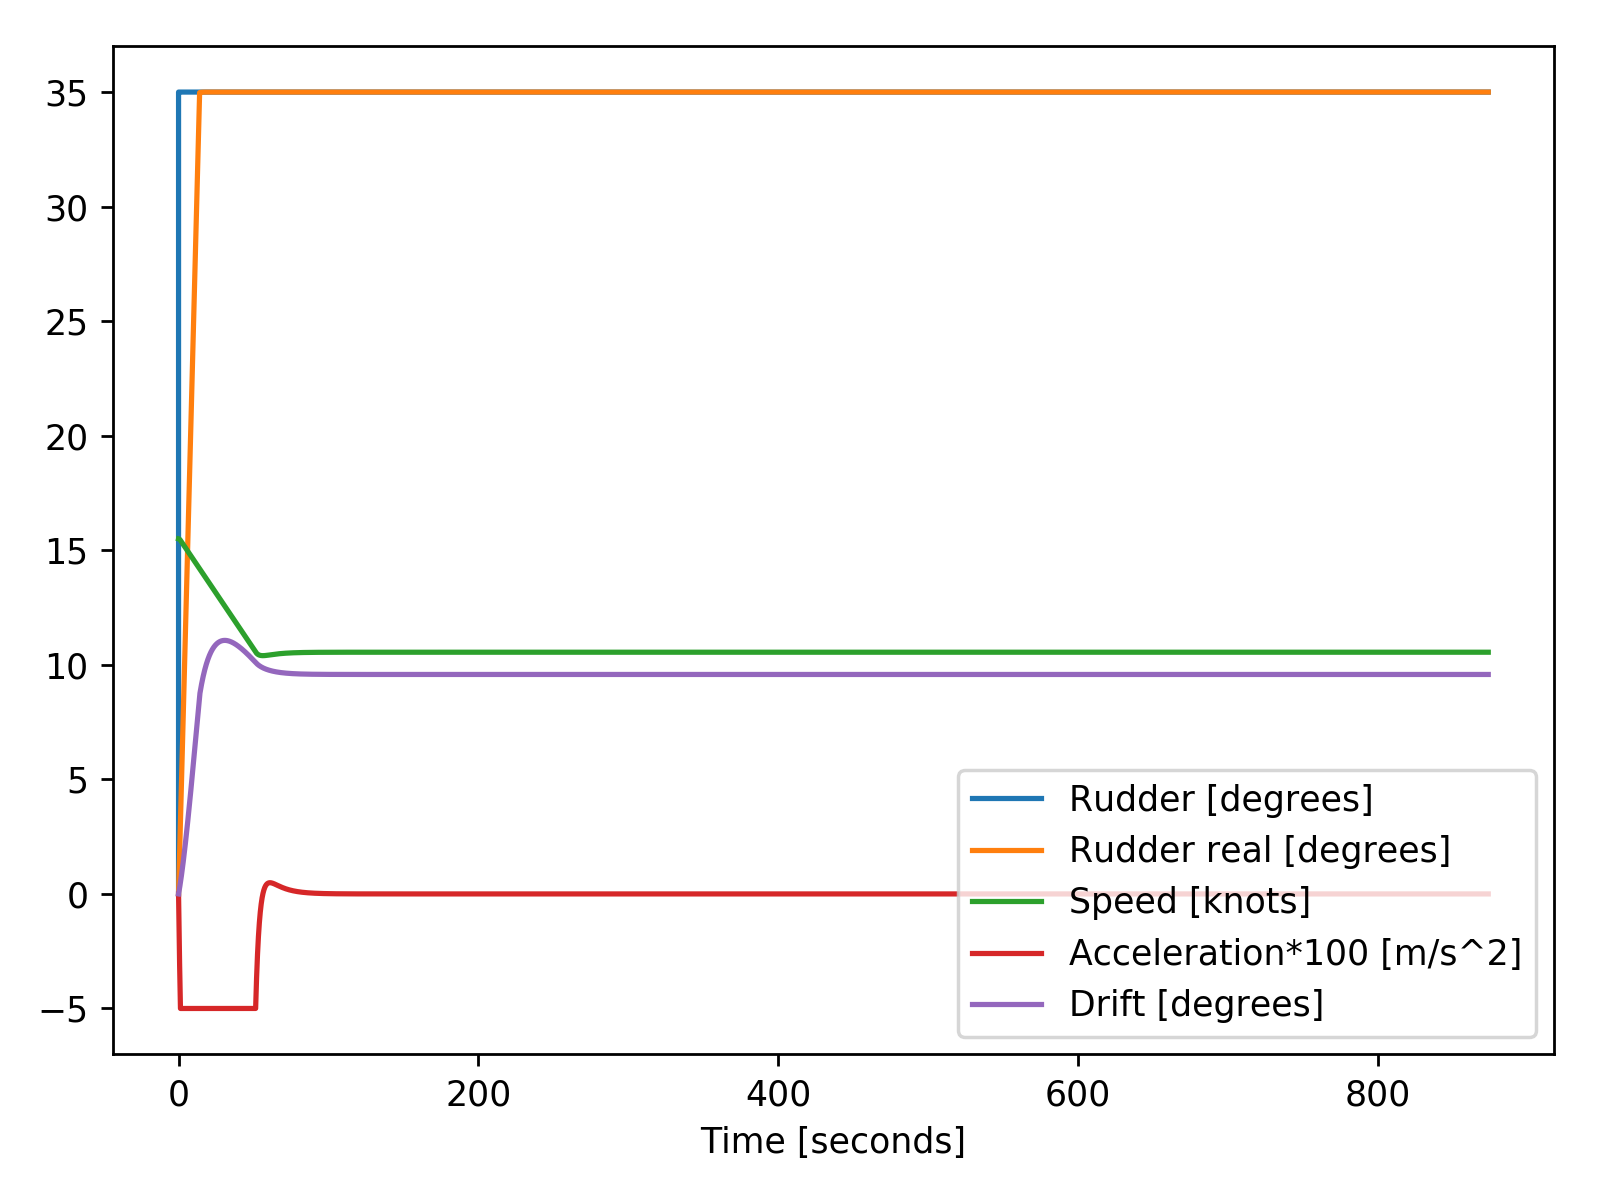 35
30
25
20
15
10
5
0
−5
Rudder [degrees]
Rudder real [degrees]
Speed [knots]
Acceleration*100 [m/s^2]
Drift [degrees]
0 200 400 600 800
Time [seconds]